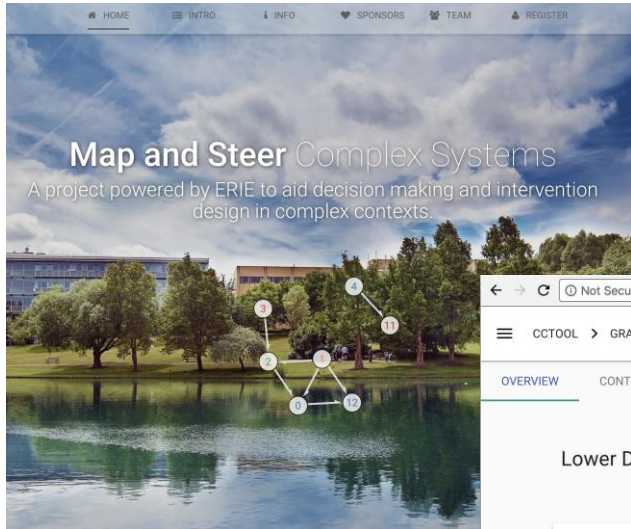 HOME INTRO INFO SPONSORS TEAM REGISTER
Map and Steer Complex Systems
A project powered by ERIE to aid decision making and intervention
design in complex contexts.
4
3
11
2
1
0
12
Not Secu
CCTOOL > GRA
OVERVIEW CONT
Lower D